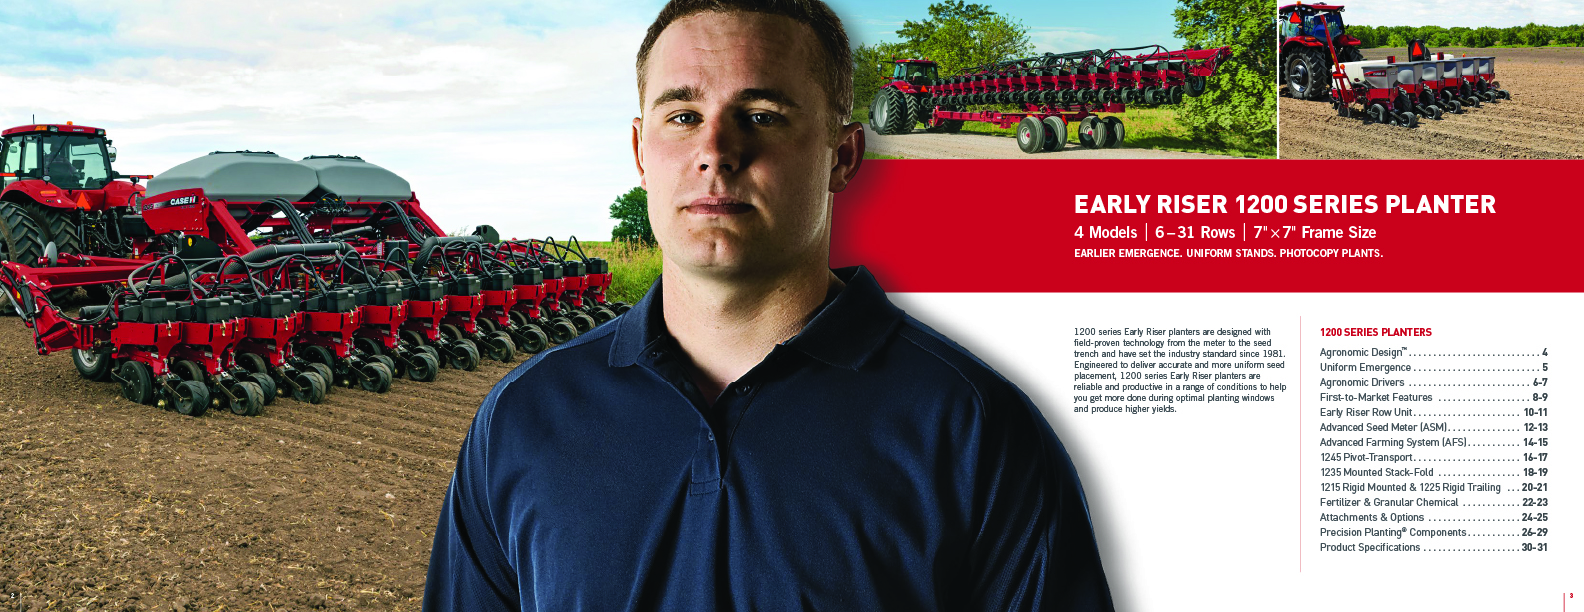 CASE IH
EARLY RISER 1200 SERIES PLANTER
4 Models | 6–31 Rows | 7"×7" Frame Size
EARLIER EMERGENCE. UNIFORM STANDS. PHOTOCOPY PLANTS.
1200 series Early Riser planters are designed with
field-proven technology from the meter to the seed
trench and have set the industry standard since 1981.
Engineered to deliver accurate and more uniform seed
placement, 1200 series Early Riser planters are
reliable and productive in a range of conditions to help
you get more done during optimal planting windows
and produce higher yields.
1200 SERIES PLANTERS
Agronomic Design™ . . . . . . . . . . . . . . . . . . . . . . . . . . . 4
Uniform Emergence . . . . . . . . . . . . . . . . . . . . . . . . . . 5
Agronomic Drivers . . . . . . . . . . . . . . . . . . . . . . . . . 6-7
First-to-Market Features . . . . . . . . . . . . . . . . . . . 8-9
Early Riser Row Unit . . . . . . . . . . . . . . . . . . . . . . 10-11
Advanced Seed Meter (ASM) . . . . . . . . . . . . . . . 12-13
Advanced Farming System (AFS) . . . . . . . . . . . 14-15
1245 Pivot-Transport . . . . . . . . . . . . . . . . . . . . . . 16-17
1235 Mounted Stack-Fold . . . . . . . . . . . . . . . . . 18-19
1215 Rigid Mounted & 1225 Rigid Trailing . . . 20-21
Fertilizer & Granular Chemical . . . . . . . . . . . . 22-23
Attachments & Options . . . . . . . . . . . . . . . . . . . 24-25
Precision Planting® Components . . . . . . . . . . . 26-29
Product Specifications . . . . . . . . . . . . . . . . . . . . 30-31
2
3